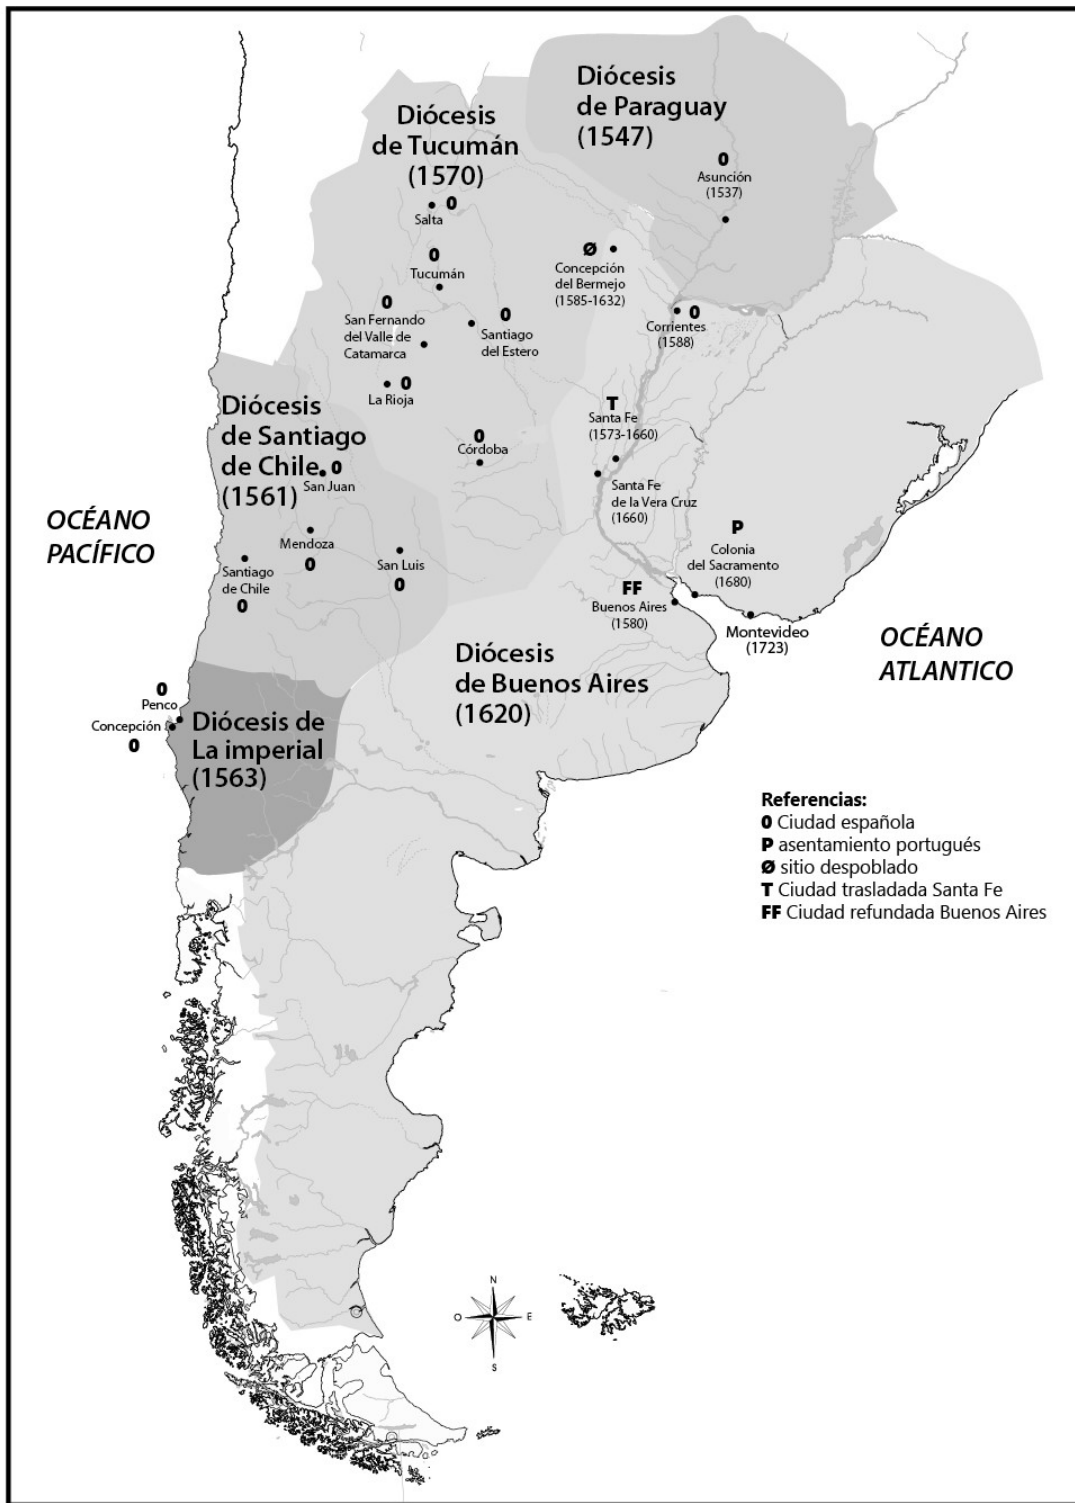 Diócesis
de Paraguay
(1547)
Diócesis
de Tucumán
(1570)
0
Asunción
(1537)
0
Salta
Ø
Concepción
del Bermejo
(1585-1632)
0
Tucumán
0
San Fernando
del Valle de
Catamarca
0
Santiago
del Estero
0
Corrientes
(1588)
0
La Rioja
T
Santa Fe
(1573-1660)
Diócesis
de Santiago
de Chile
(1561)
0
San Juan
0
Córdoba
Santa Fe
de la Vera Cruz
(1660)
OCÉANO
PACÍFICO
P
Colonia
del Sacramento
(1680)
Mendoza
0
San Luis
0
Santiago
de Chile
0
FF
Buenos Aires
(1580)
Montevideo
(1723)
OCÉANO
ATLANTICO
Diócesis
de Buenos Aires
(1620)
0
Penco
Concepción
0
Diócesis de
La imperial
(1563)
Referencias:
0 Ciudad española
P asentamiento portugués
Ø sitio despoblado
T Ciudad trasladada Santa Fe
FF Ciudad refundada Buenos Aires
N
O
E
S